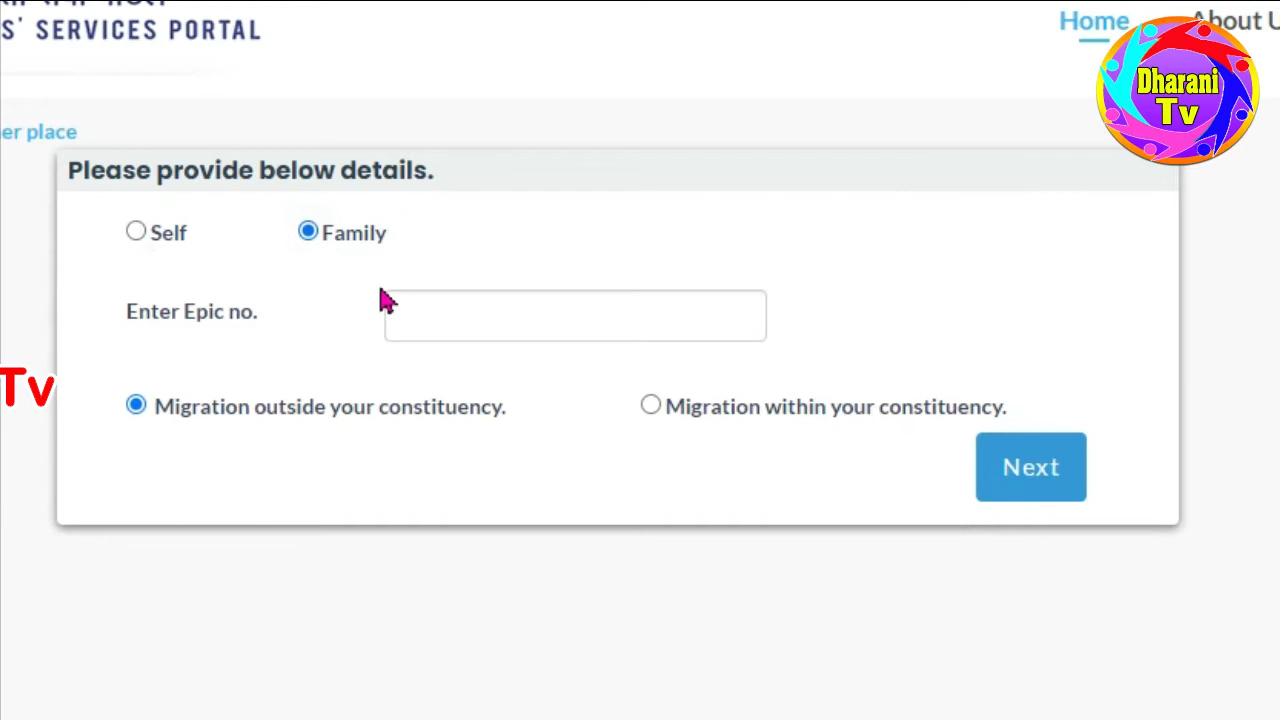 S' SERVICES PORTAL
Home
About U
Dharani
Tv
er place
Please provide below details.
Self
Family
Enter Epic no.
Tv
Migration outside your constituency.
Migration within your constituency.
Next